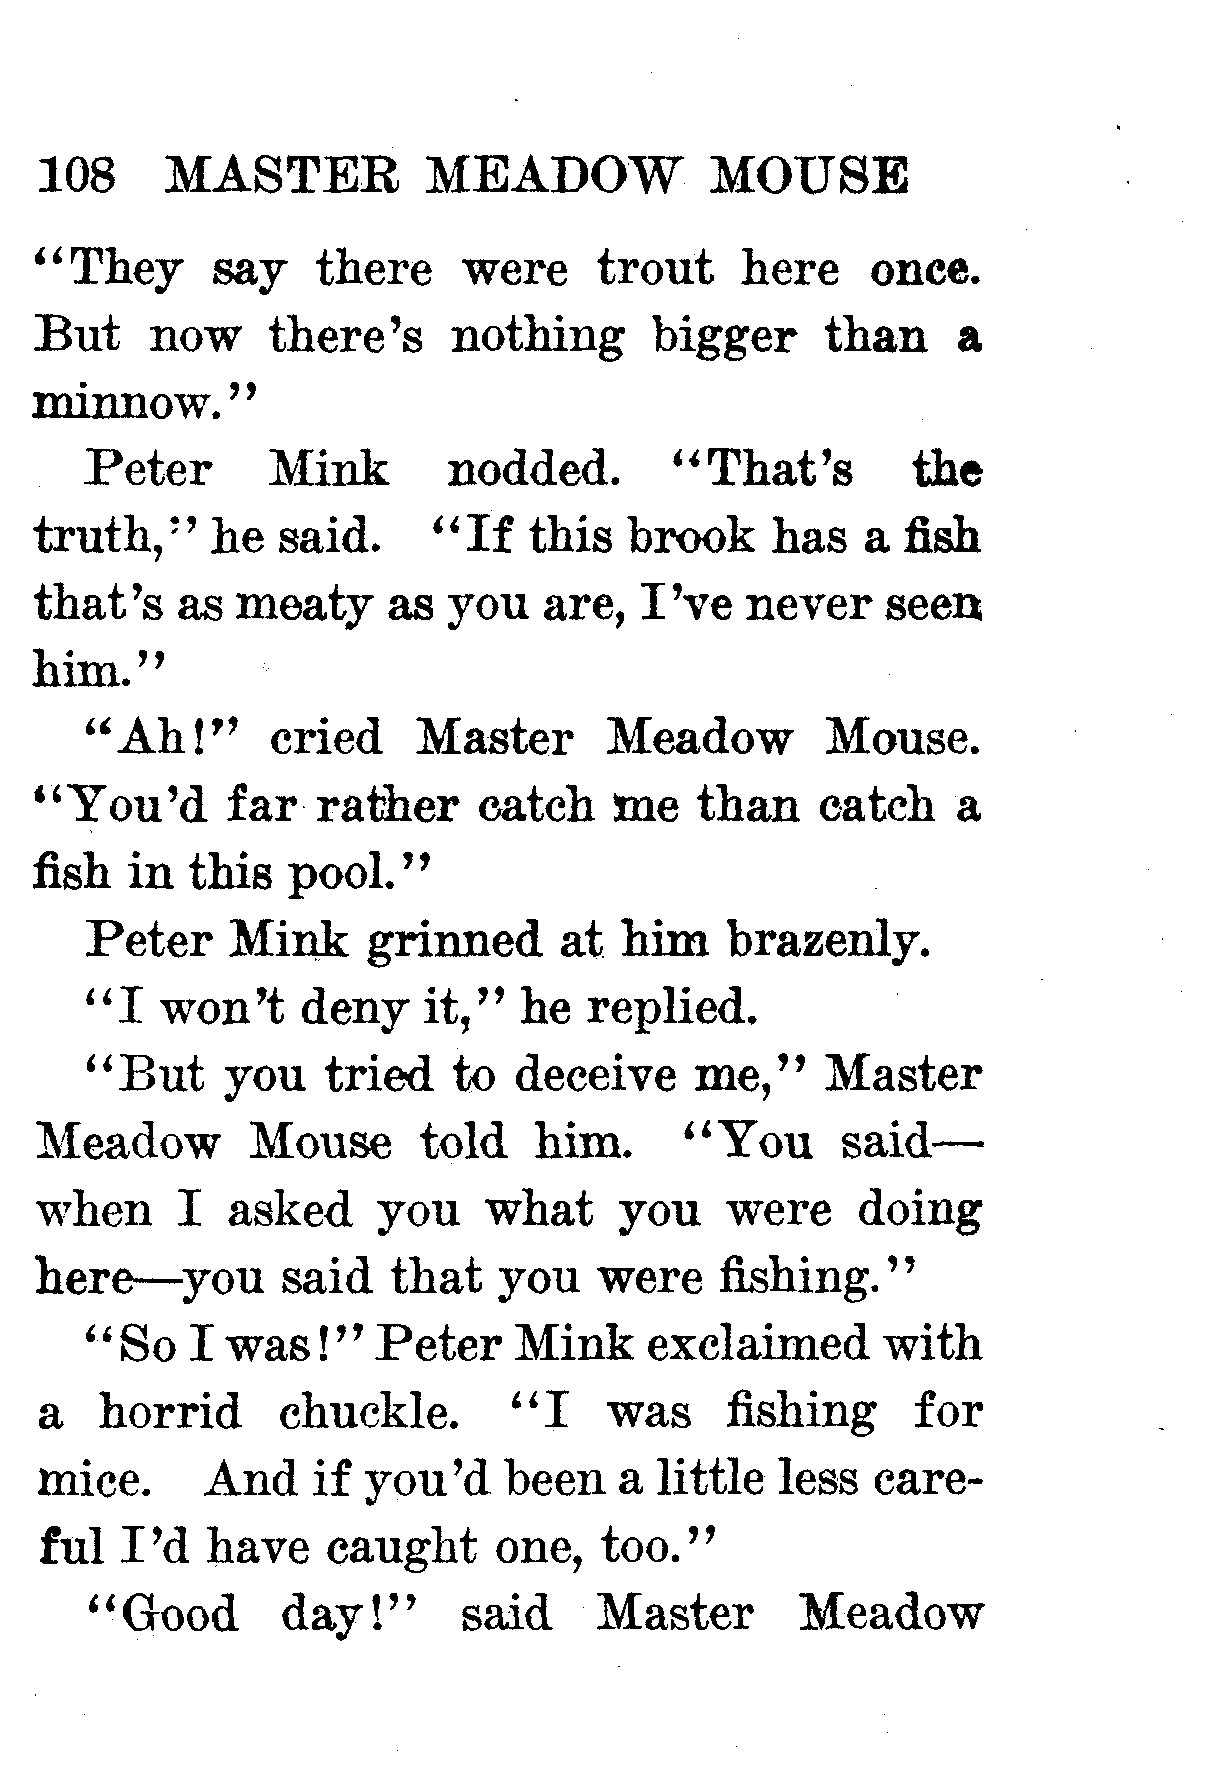 108 MASTER MEADOW MOUSE
“They say there were trout here once.
But now there’s nothing bigger than a
minnow.”
Peter Mink nodded. “That’s the
truth,” he said. “If this brook has a fish
that’s as meaty as you are, I’ve never seen
him.”
“Ah!” cried Master Meadow Mouse.
“You’d far rather catch me than catch a
fish in this pool.”
Peter Mink grinned at him brazenly.
“I won’t deny it,” he replied.
“But you tried to deceive me,” Master
Meadow Mouse told him. “You said—
when I asked you what you were doing
here—you said that you were fishing.”
“So I was!” Peter Mink exclaimed with
a horrid chuckle. “I was fishing for
mice. And if you’d been a little less care-
ful I’d have caught one, too.”
“Good day!” said Master Meadow